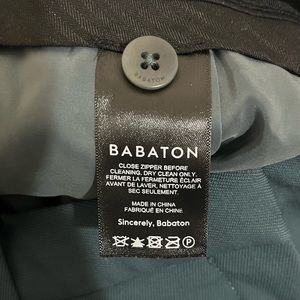 BABATON
BABATON
CLOSE ZIPPER BEFORE
CLEANING. DRY CLEAN ONLY
FERMER LA FERMETURE ÉCLAIR
AVANT DE LAVER, NETTOYAGE À
SEC SEULEMENT.
MADE IN CHINA
FABRIQUÉ EN CHINE
Sincerely, Babaton
P